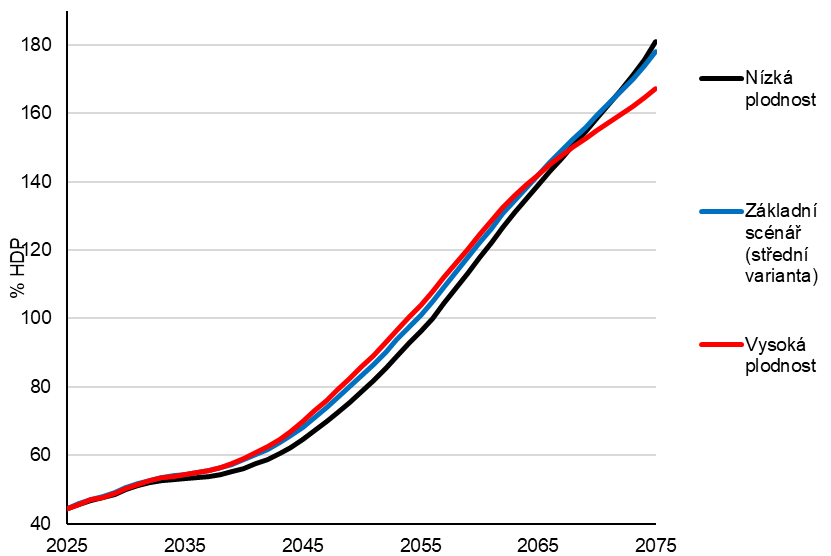 180
160
140
120
100
80
60
40
% HDP
2025
2035
2045
2055
2065
2075
Nízká
plodnost
Základní
scénář
(střední
varianta)
Vysoká
plodnost